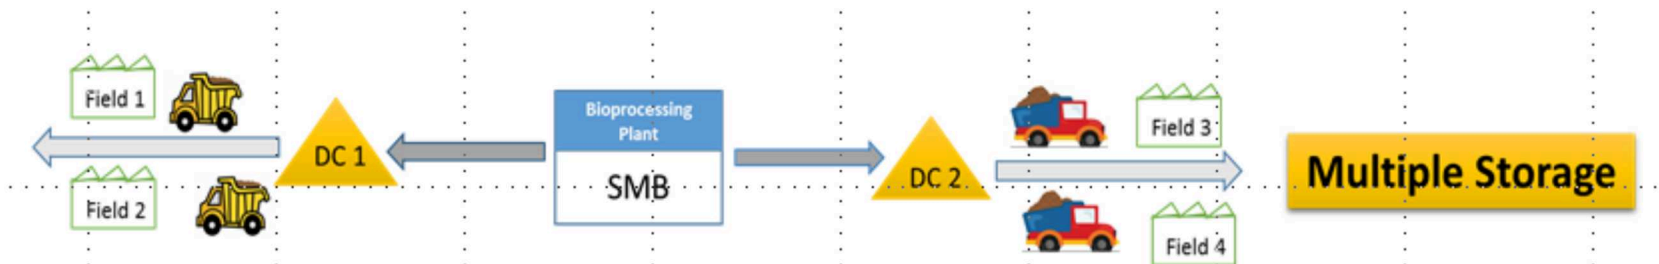 Field 1
Field 2
DC 1
Bioprocessing
Plant
SMB
DC 2
Field 3
Field 4
Multiple Storage